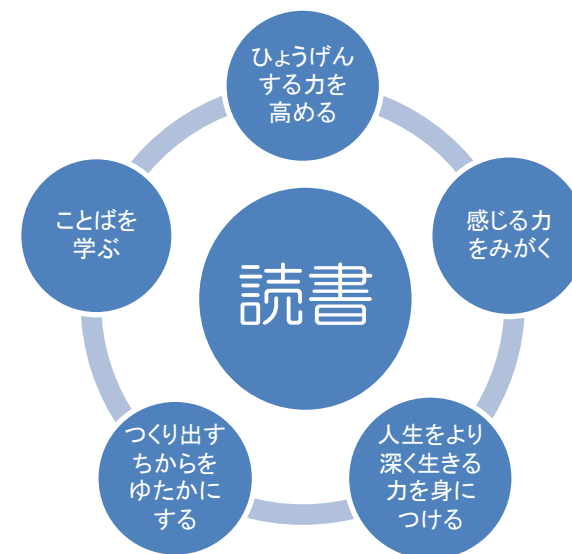 ひょうげん
する力を
高める
感じる力
をみがく
人生をより
深く生きる
力を身に
つける
つくり出す
ちからを
ゆたかに
する
ことばを
学ぶ
読書